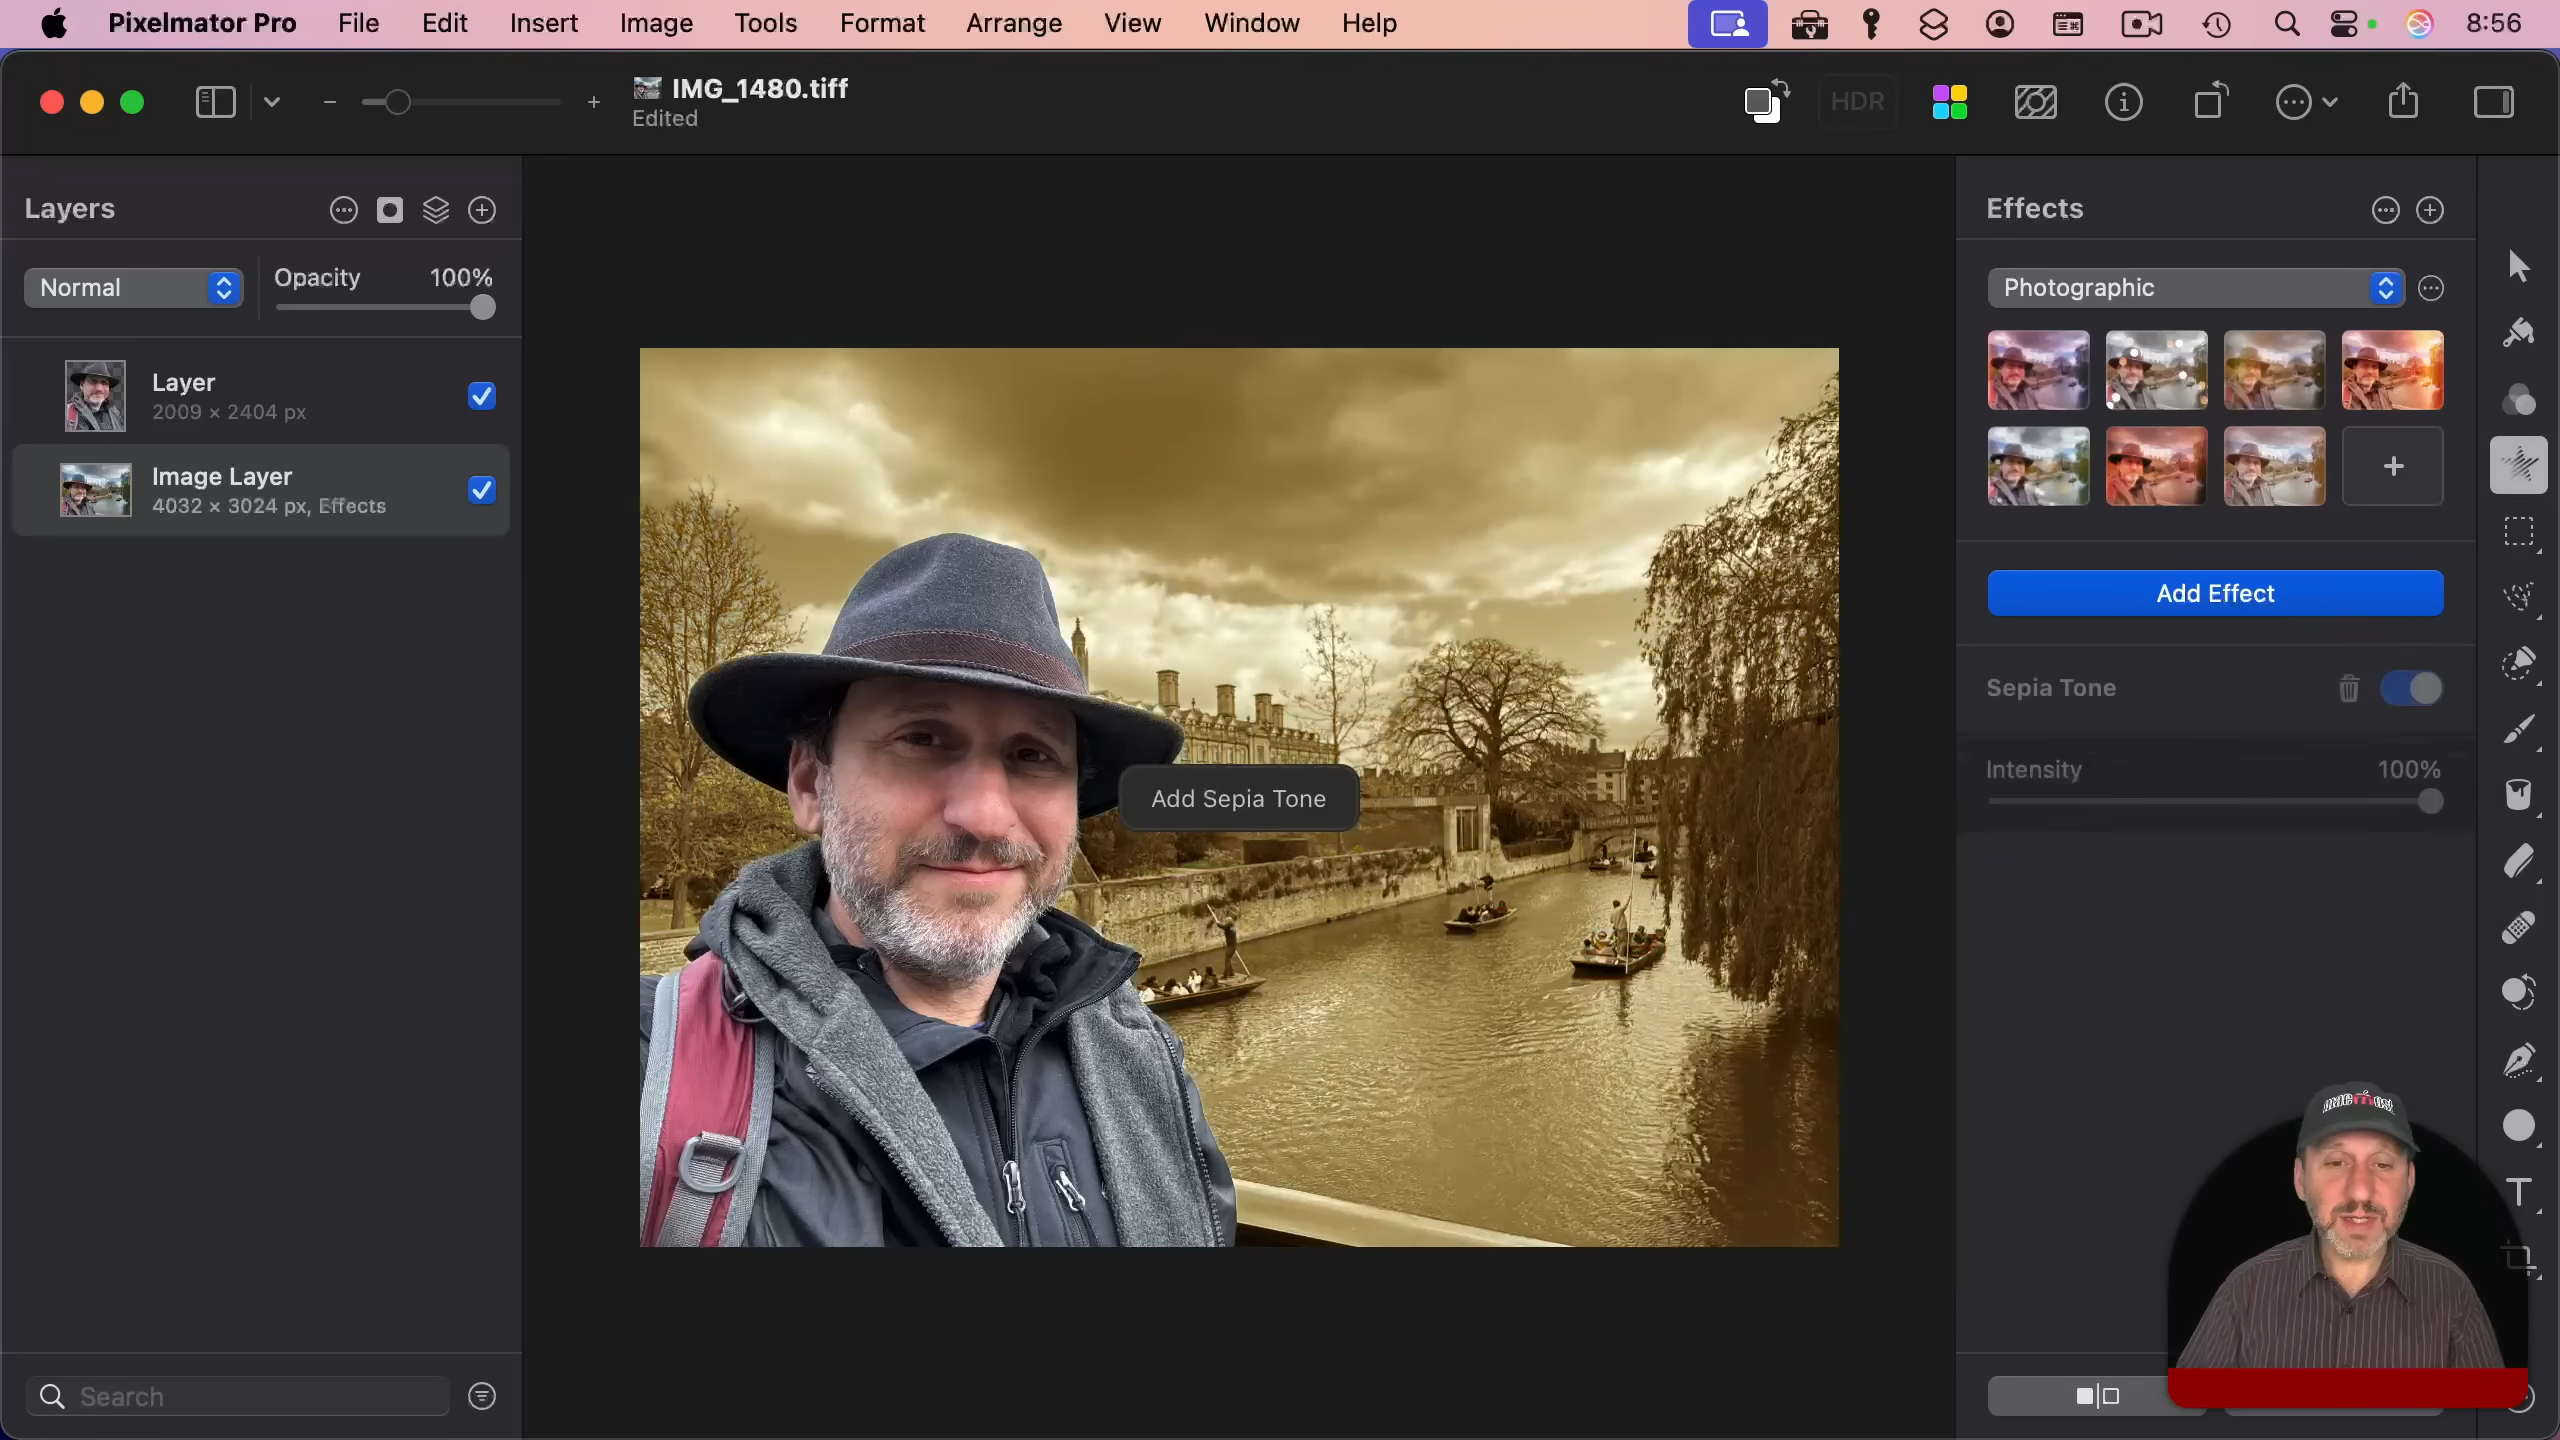 Pixelmator Pro File Edit Insert Image Tools Format Arrange View Window Help 8:56
IMG_1480.tiff
Edited
HDR
Layers
Normal
Opacity 100%
Layer
2009 × 2404 px
Image Layer
4032 × 3024 px, Effects
Search
Add Sepia Tone
Effects
Photographic
Add Effect
Sepia Tone
Intensity 100%
macmost